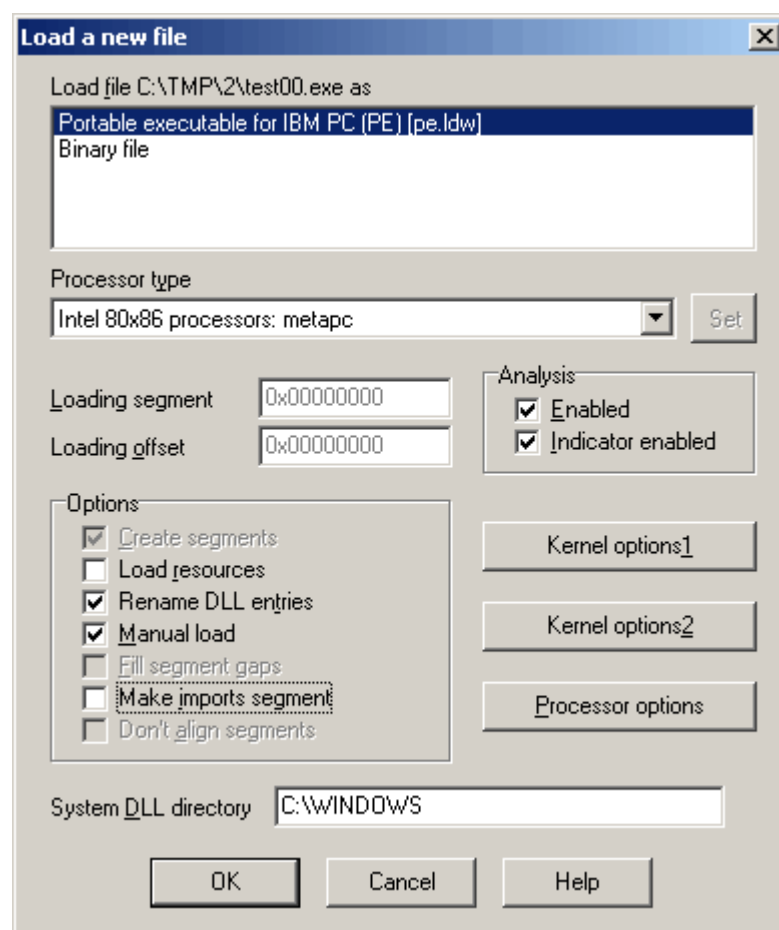 Load a new file
Load file C:\TMP\2\test00.exe as
Portable executable for IBM PC (PE) [pe.ldw]
Binary file
Processor type
Intel 80x86 processors: metapc
Set
Loading segment
0x00000000
Loading offset
0x00000000
Analysis
Enabled
Indicator enabled
Options
Create segments
Load resources
Rename DLL entries
Manual load
Fill segment gaps
Make imports segment
Don't align segments
Kernel options1
Kernel options2
Processor options
System DLL directory
C:\WINDOWS
OK
Cancel
Help